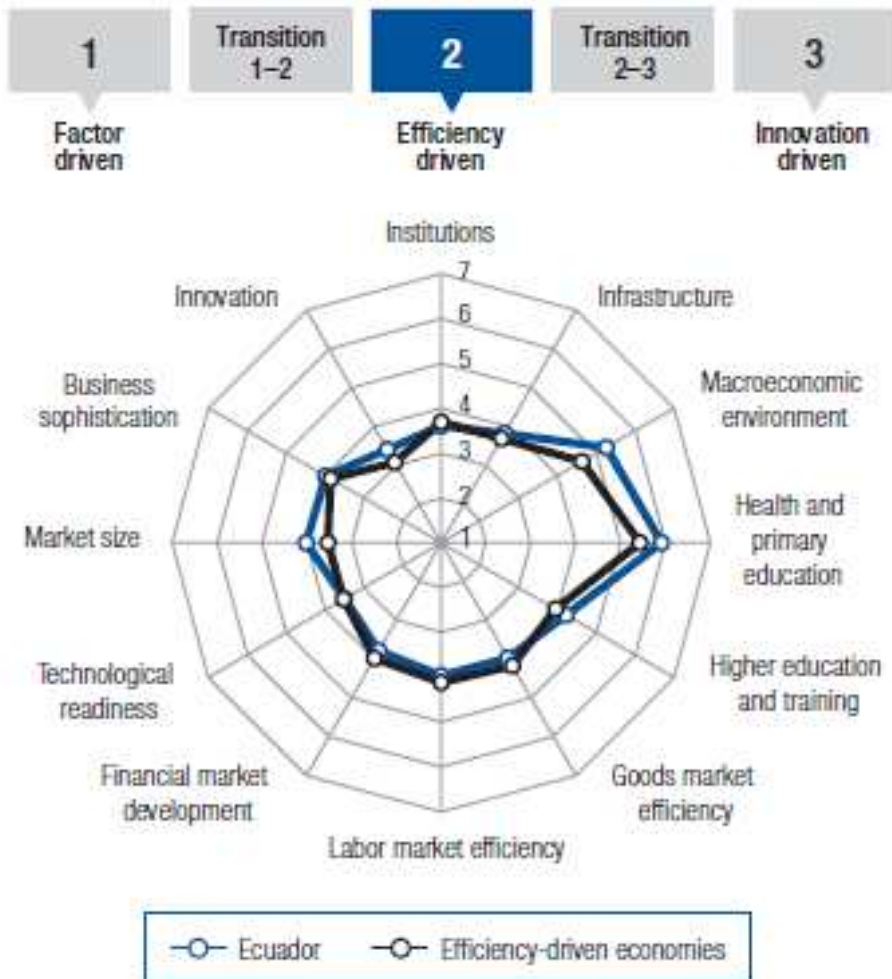 1
Transition
1–2
2
Transition
2–3
3
Factor
driven
Efficiency
driven
Innovation
driven
Institutions
Innovation
Infrastructure
Business
sophistication
Macroeconomic
environment
Market size
Health and
primary
education
Technological
readiness
Higher education
and training
Financial market
development
Goods market
efficiency
Labor market efficiency
7
6
5
4
3
2
1
Ecuador
Efficiency-driven economies